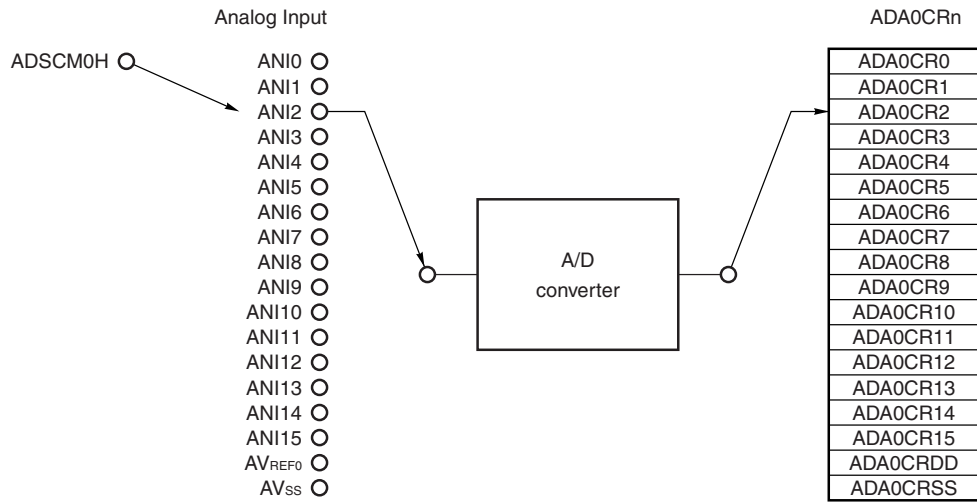 Analog Input
ADA0CRn
ADSCM0H
ANI0
ANI1
ANI2
ANI3
ANI4
ANI5
ANI6
ANI7
ANI8
ANI9
ANI10
ANI11
ANI12
ANI13
ANI14
ANI15
AVREF0
AVSS
A/D
converter
ADA0CR0
ADA0CR1
ADA0CR2
ADA0CR3
ADA0CR4
ADA0CR5
ADA0CR6
ADA0CR7
ADA0CR8
ADA0CR9
ADA0CR10
ADA0CR11
ADA0CR12
ADA0CR13
ADA0CR14
ADA0CR15
ADA0CRDD
ADA0CRSS